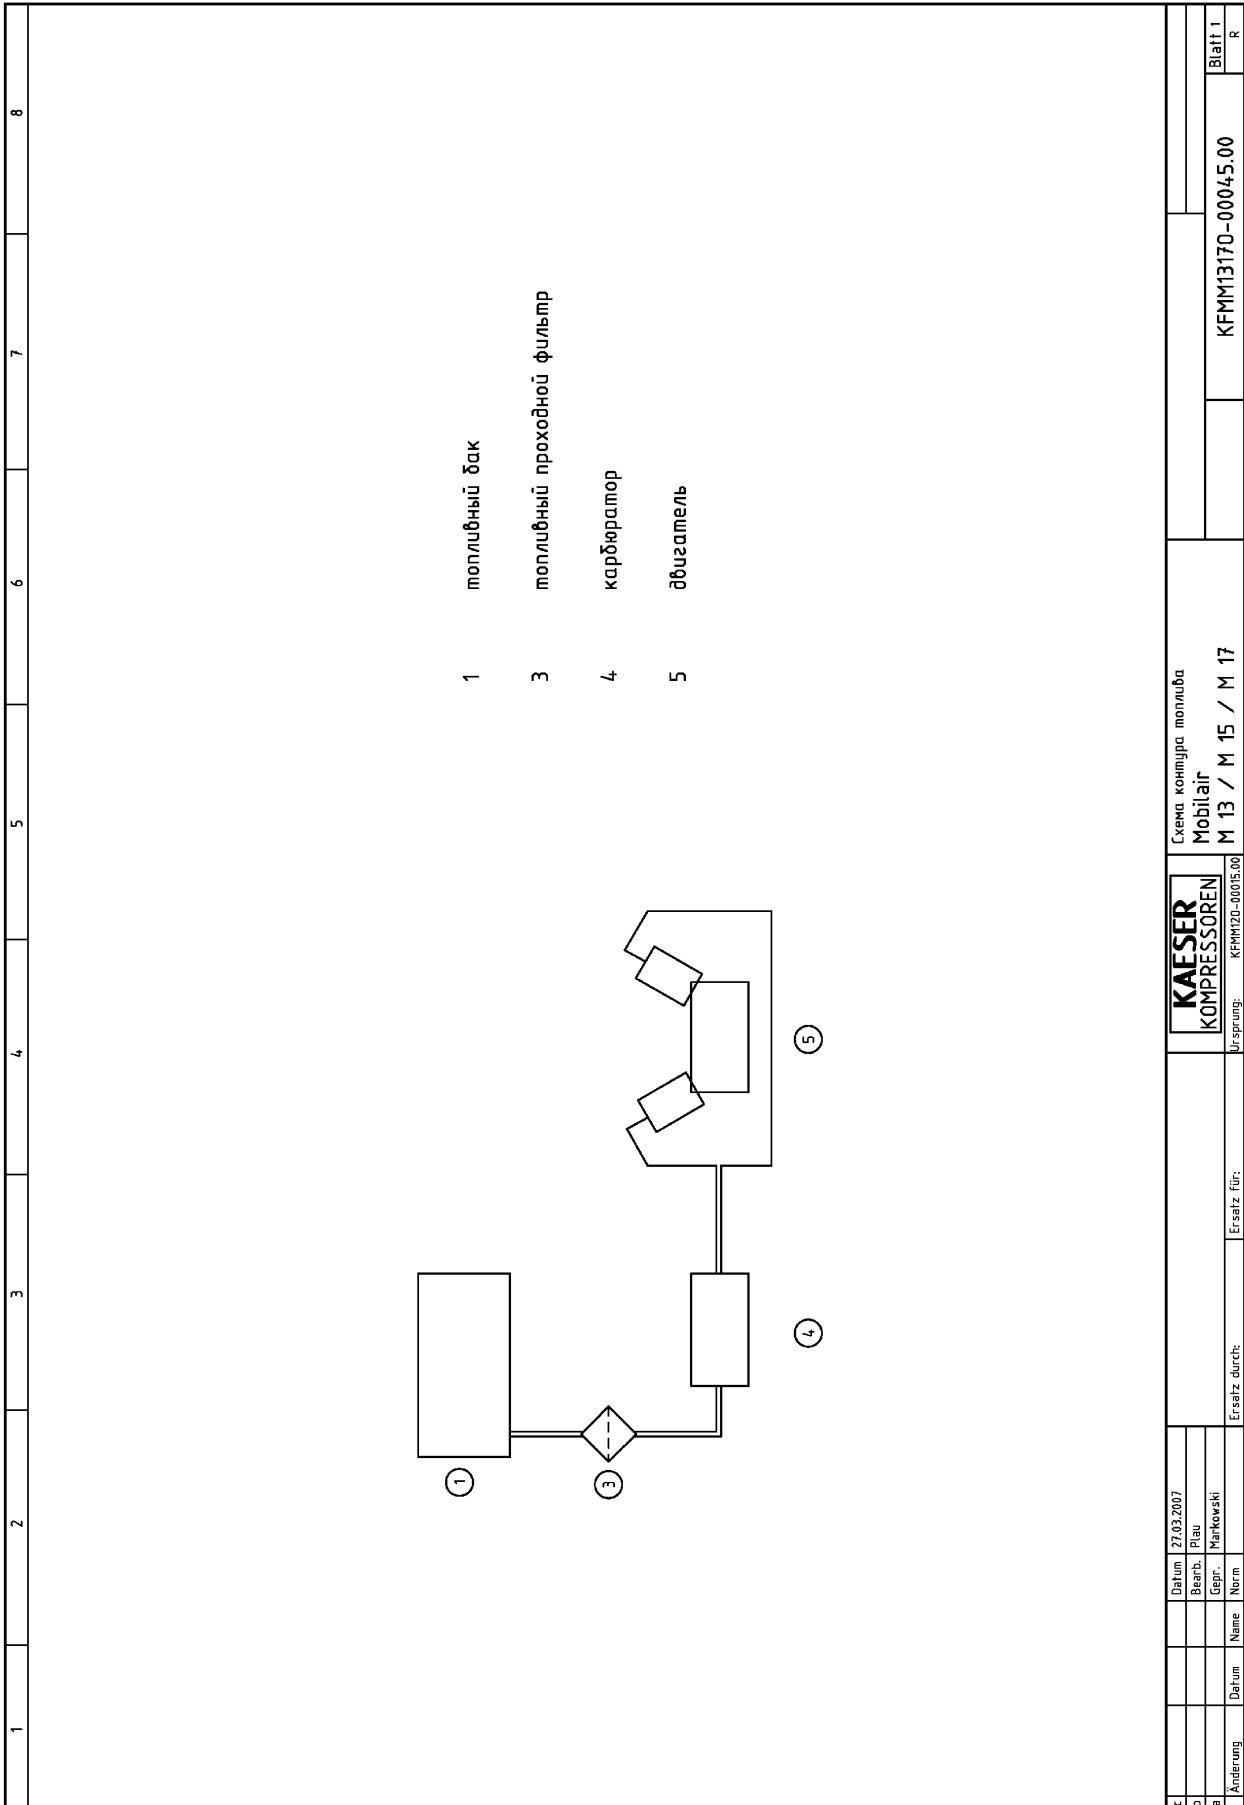 1 2 3 4 5 6 7 8
1 топливный бак
3 топливный проходной фильтр
4 карбюратор
5 двигатель
1
3
4
5
Datum 27.03.2007
Bearb. Plau
Gepr. Markowski
Änderung Datum Name Norm
Ersatz durch:
Ersatz für:
KAESER
KOMPRESSOREN
Ursprung: KFMM12O-00015.00
Схема контура топлива
Mobilair
M 13 / M 15 / M 17
KFMM1317O-00045.00
Blatt 1
R